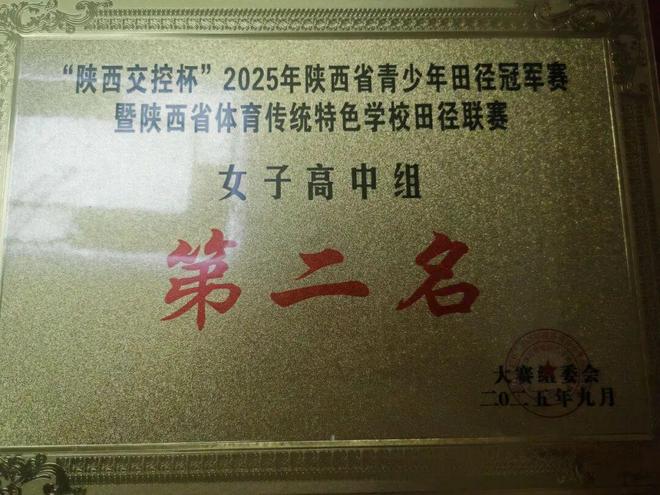 “陕西交控杯”2025年陕西省青少年田径冠军赛
暨陕西省体育传统特色学校田径联赛
女子高中组
第二名
大赛组委会
二〇二五年九月